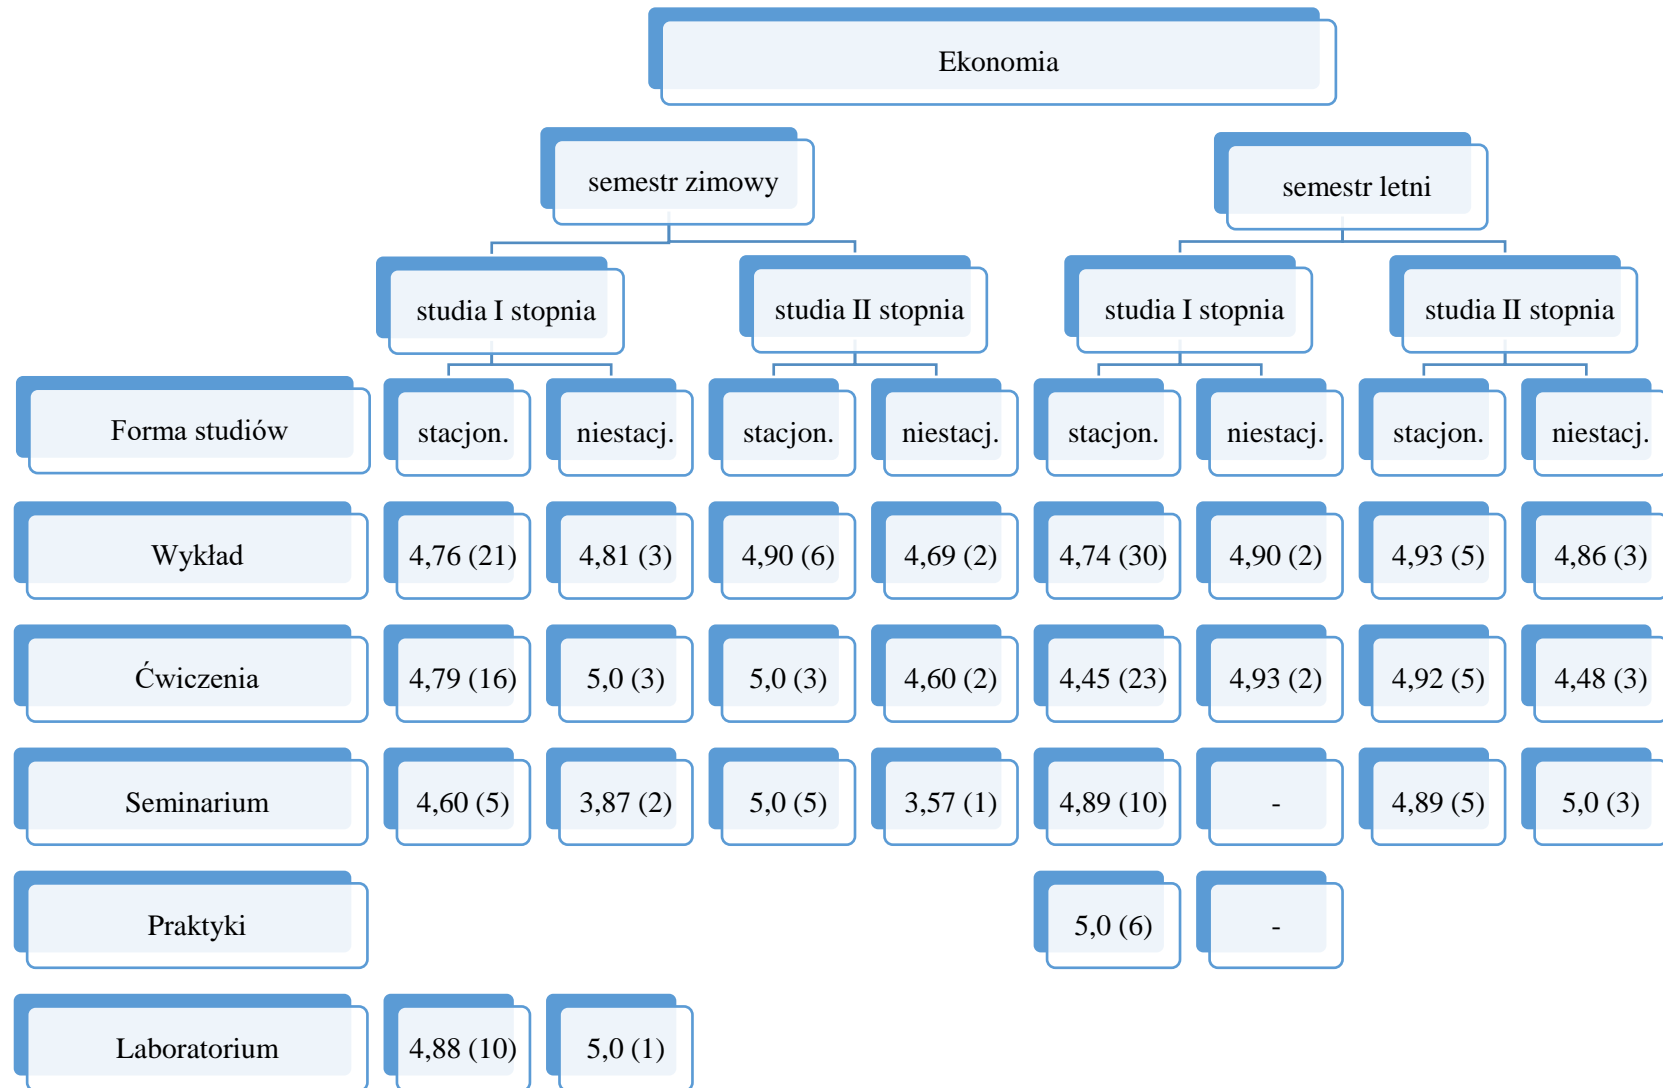 Ekonomia
semestr zimowy
semestr letni
studia I stopnia
studia II stopnia
studia I stopnia
studia II stopnia
Forma studiów
stacjon.
niestacj.
stacjon.
niestacj.
stacjon.
niestacj.
stacjon.
niestacj.
Wykład
4,76 (21)
4,81 (3)
4,90 (6)
4,69 (2)
4,74 (30)
4,90 (2)
4,93 (5)
4,86 (3)
Ćwiczenia
4,79 (16)
5,0 (3)
5,0 (3)
4,60 (2)
4,45 (23)
4,93 (2)
4,92 (5)
4,48 (3)
Seminarium
4,60 (5)
3,87 (2)
5,0 (5)
3,57 (1)
4,89 (10)
-
4,89 (5)
5,0 (3)
Praktyki
5,0 (6)
-
Laboratorium
4,88 (10)
5,0 (1)